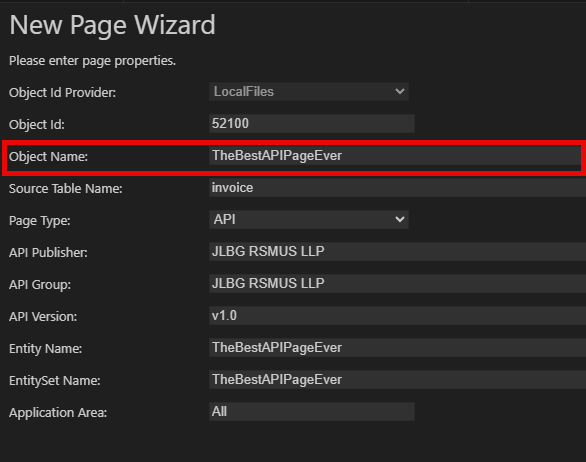 New Page Wizard
Please enter page properties.
Object Id Provider: LocalFiles
Object Id: 52100
Object Name: TheBestAPIPageEver
Source Table Name: invoice
Page Type: API
API Publisher: JLBG RSMUS LLP
API Group: JLBG RSMUS LLP
API Version: v1.0
Entity Name: TheBestAPIPageEver
EntitySet Name: TheBestAPIPageEver
Application Area: All